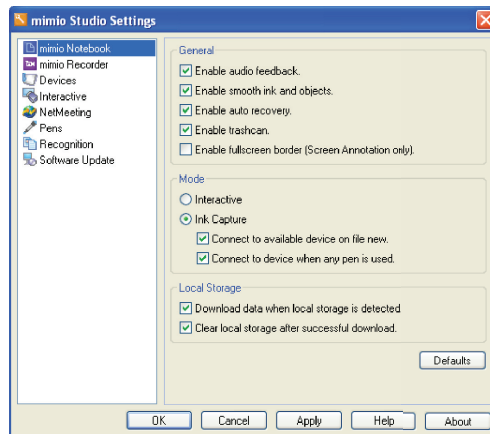 mimio Studio Settings
mimio Notebook
mimio Recorder
Devices
Interactive
NetMeeting
Pens
Recognition
Software Update
General
Enable audio feedback.
Enable smooth ink and objects.
Enable auto recovery.
Enable trashcan.
Enable fullscreen border (Screen Annotation only).
Mode
Interactive
Ink Capture
Connect to available device on file new.
Connect to device when any pen is used.
Local Storage
Download data when local storage is detected
Clear local storage after successful download.
Defaults
OK Cancel Apply Help About